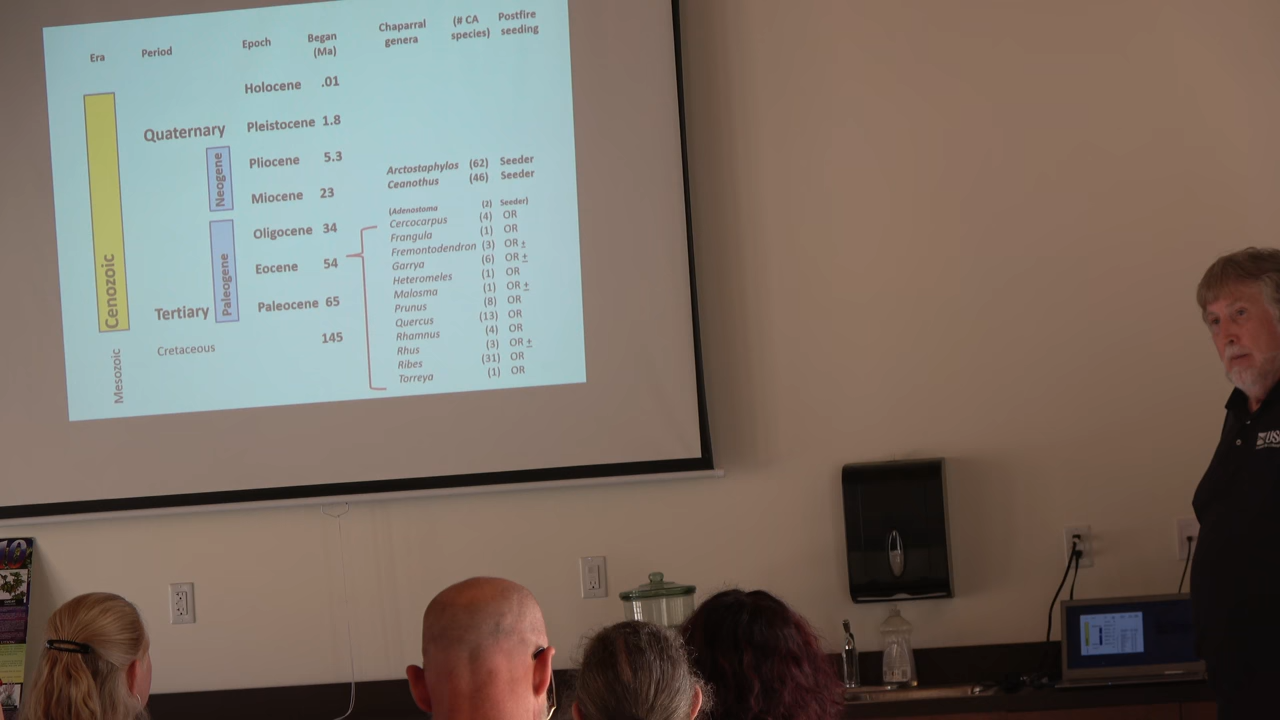 Era Period Epoch Began (Ma) Chaparral genera (# CA species) Postfire seeding
Holocene .01
Quaternary Pleistocene 1.8
Neogene
Pliocene 5.3
Miocene 23
Arctostaphylos (62) Seeder
Ceanothus (46) Seeder
Cenozoic
Paleogene
Oligocene 34
Eocene 54
Tertiary Paleocene 65
Mesozoic
Cretaceous 145
(Adenostoma (2) Seeder)
Cercocarpus (4) OR
Frangula (1) OR
Fremontodendron (3) OR ±
Garrya (6) OR ±
Heteromeles (1) OR
Malosma (1) OR ±
Prunus (8) OR
Quercus (13) OR
Rhamnus (4) OR
Rhus (3) OR ±
Ribes (31) OR
Torreya (1) OR
10